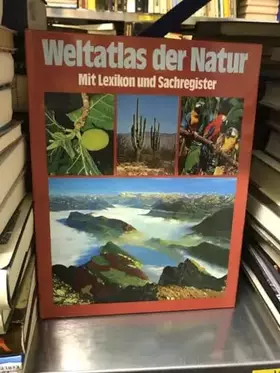 Weltatlas der Natur
Mit Lexikon und Sachregister